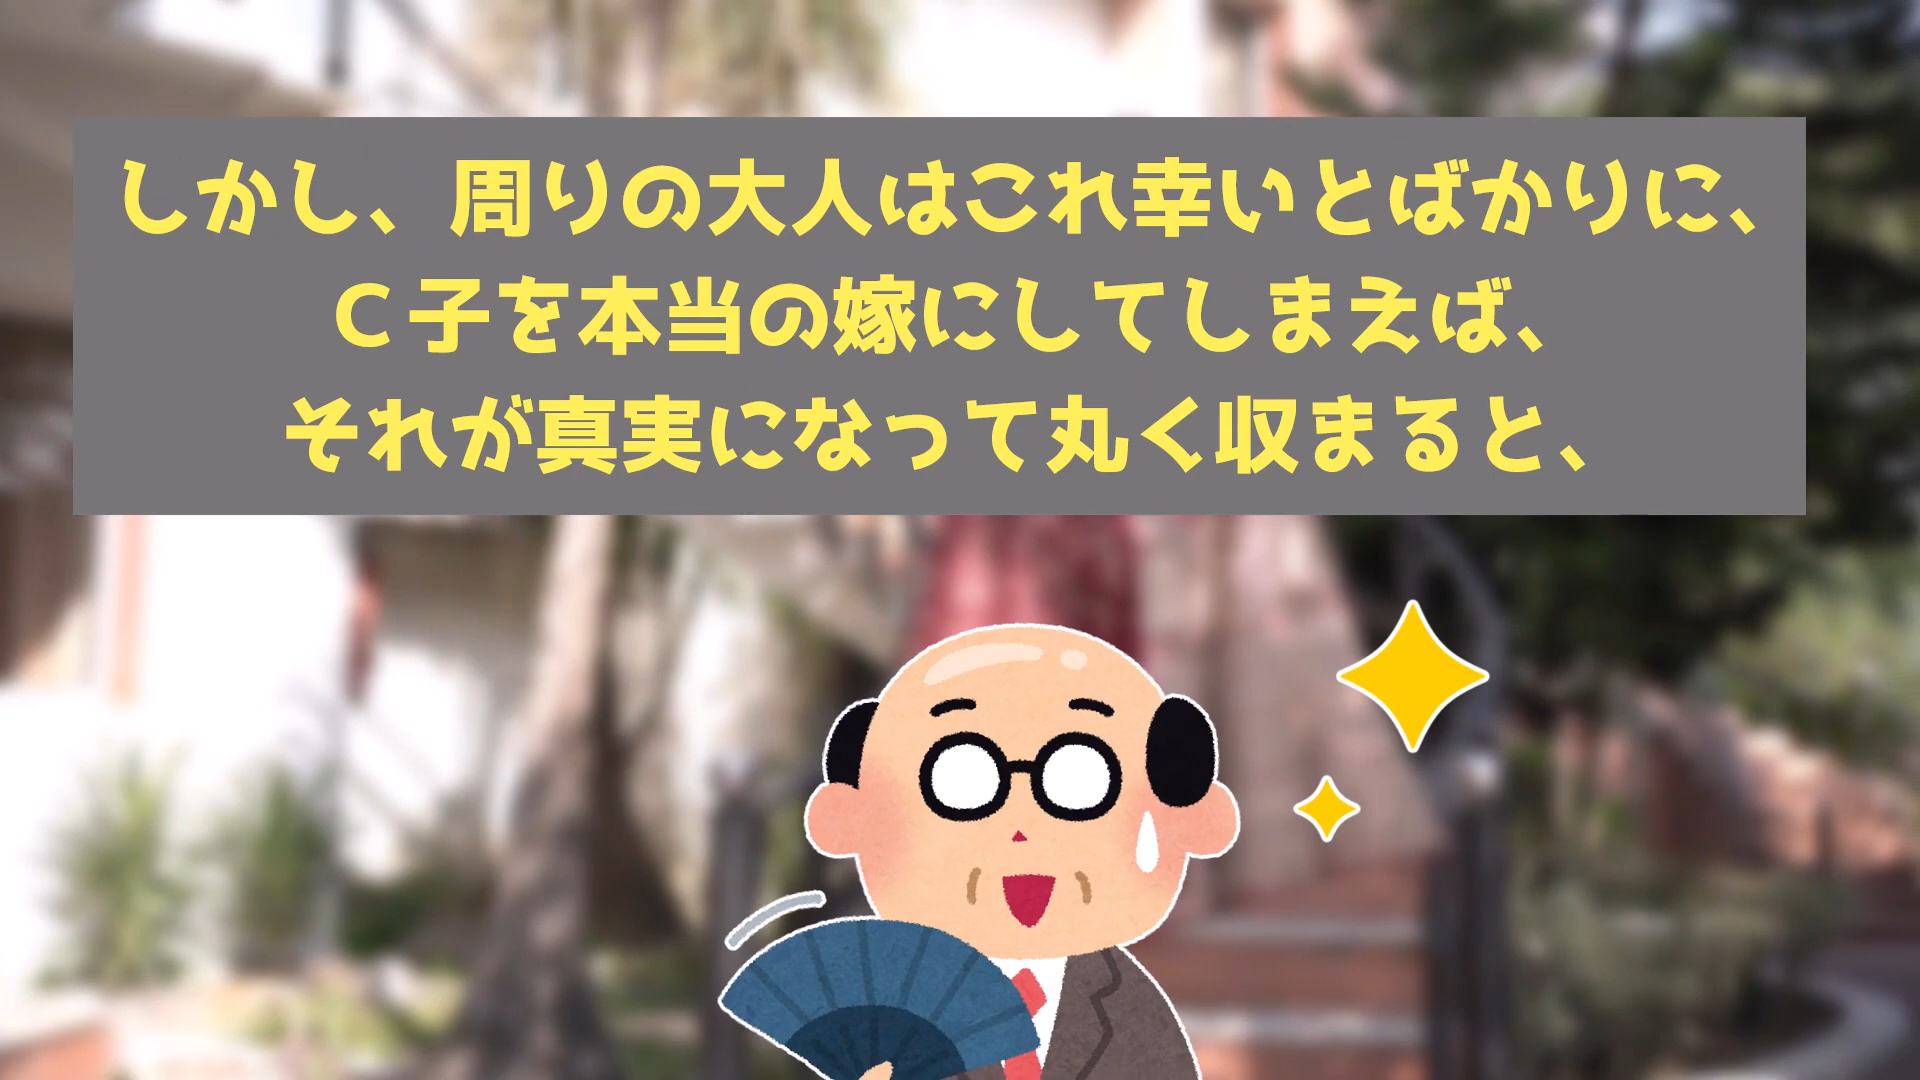 しかし、周りの大人はこれ幸いとばかりに、
Ｃ子を本当の嫁にしてしまえば、
それが真実になって丸く収まると、